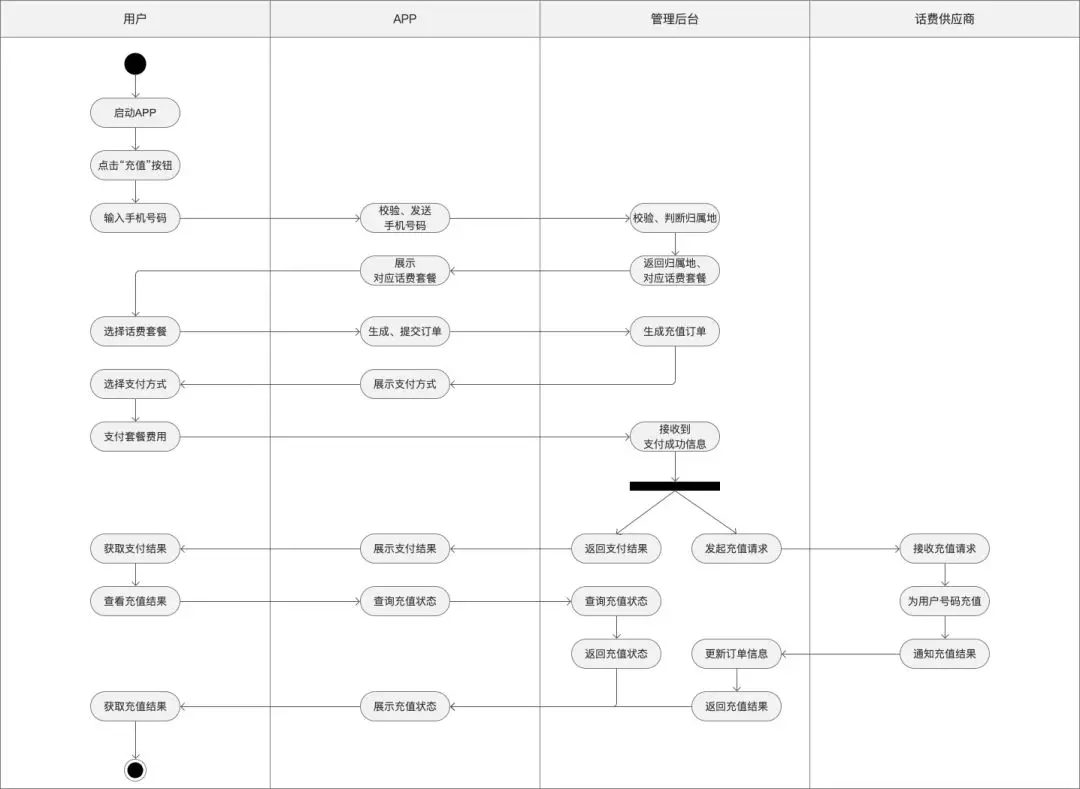 用户
APP
管理后台
话费供应商
启动APP
点击“充值”按钮
输入手机号码
校验、发送
手机号码
校验、判断归属地
展示
对应话费套餐
返回归属地、
对应话费套餐
选择话费套餐
生成、提交订单
生成充值订单
选择支付方式
展示支付方式
支付套餐费用
接收到
支付成功信息
获取支付结果
展示支付结果
返回支付结果
发起充值请求
接收充值请求
查看充值结果
查询充值状态
查询充值状态
为用户号码充值
返回充值状态
更新订单信息
通知充值结果
获取充值结果
展示充值状态
返回充值结果